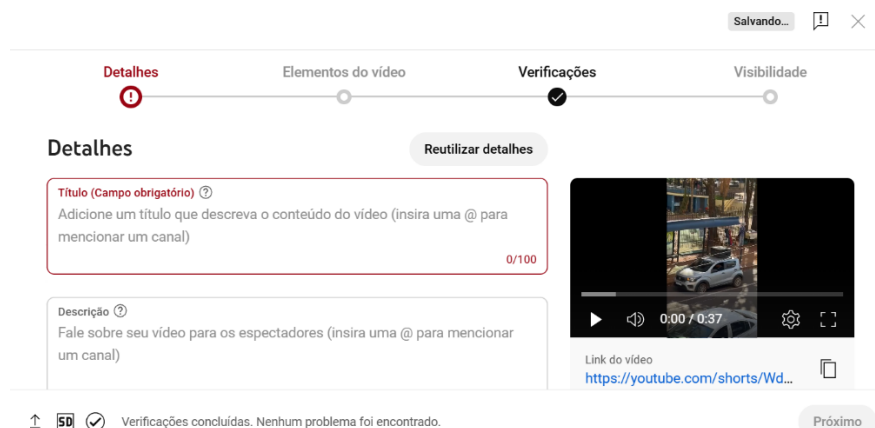 Salvando...
Detalhes
Elementos do vídeo
Verificações
Visibilidade
Detalhes
Reutilizar detalhes
Título (Campo obrigatório)
Adicione um título que descreva o conteúdo do vídeo (insira uma @ para
mencionar um canal)
0/100
Descrição
Fale sobre seu vídeo para os espectadores (insira uma @ para mencionar
um canal)
0:00 / 0:37
Link do vídeo
https://youtube.com/shorts/Wd...
SD
Verificações concluídas. Nenhum problema foi encontrado.
Próximo